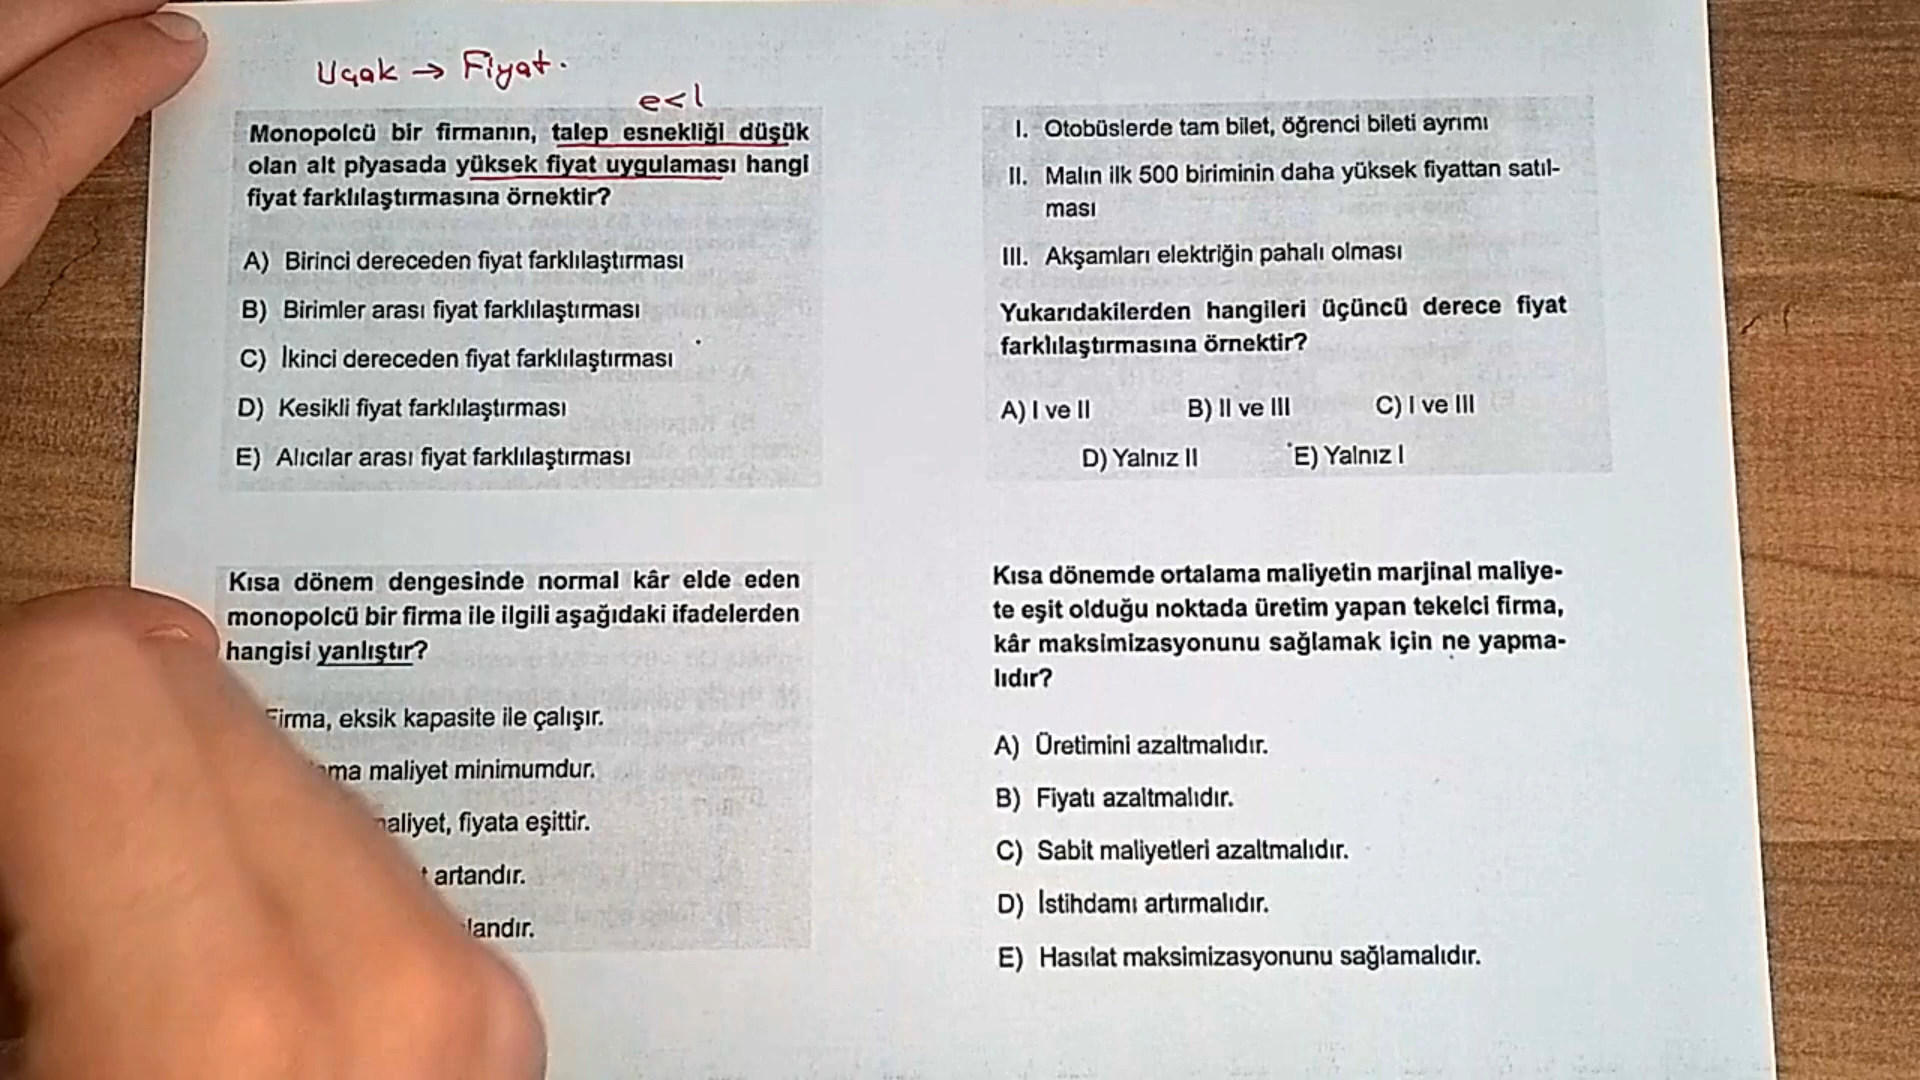 Uçak → Fiyat.
e<1
Monopolcü bir firmanın, talep esnekliği düşük
olan alt piyasada yüksek fiyat uygulaması hangi
fiyat farklılaştırmasına örnektir?
A) Birinci dereceden fiyat farklılaştırması
B) Birimler arası fiyat farklılaştırması
C) İkinci dereceden fiyat farklılaştırması
D) Kesikli fiyat farklılaştırması
E) Alıcılar arası fiyat farklılaştırması
Kısa dönem dengesinde normal kâr elde eden
monopolcü bir firma ile ilgili aşağıdaki ifadelerden
hangisi yanlıştır?
Firma, eksik kapasite ile çalışır.
maliyet minimumdur.
maliyet, fiyata eşittir.
artandır.
I. Otobüslerde tam bilet, öğrenci bileti ayrımı
II. Malın ilk 500 biriminin daha yüksek fiyattan satıl-
ması
III. Akşamları elektriğin pahalı olması
Yukarıdakilerden hangileri üçüncü derece fiyat
farklılaştırmasına örnektir?
A) I ve II B) II ve III C) I ve III
D) Yalnız II E) Yalnız I
Kısa dönemde ortalama maliyetin marjinal maliye-
te eşit olduğu noktada üretim yapan tekelci firma,
kâr maksimizasyonunu sağlamak için ne yapma-
lıdır?
A) Üretimini azaltmalıdır.
B) Fiyatı azaltmalıdır.
C) Sabit maliyetleri azaltmalıdır.
D) İstihdamı artırmalıdır.
E) Hasılat maksimizasyonunu sağlamalıdır.